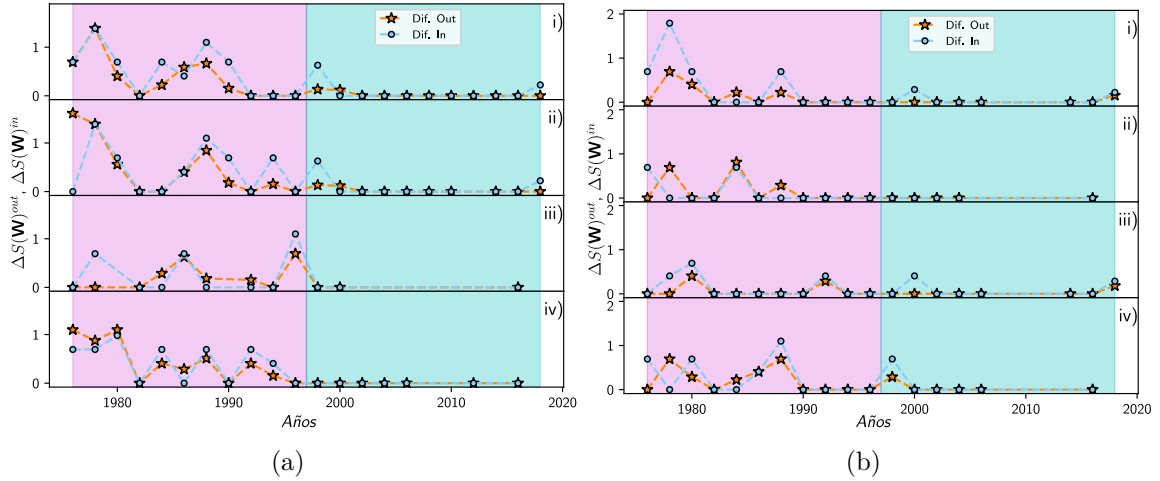 Dif. Out
Dif. In
i)
1
0
ii)
1
0
iii)
1
0
iv)
1
0
ΔS(W)^{out}, ΔS(W)^{in}
1980 1990 2000 2010 2020
Años
(a)
Dif. Out
Dif. In
i)
2
1
0
ii)
2
1
0
iii)
2
1
0
iv)
2
1
0
ΔS(W)^{out}, ΔS(W)^{in}
1980 1990 2000 2010 2020
Años
(b)